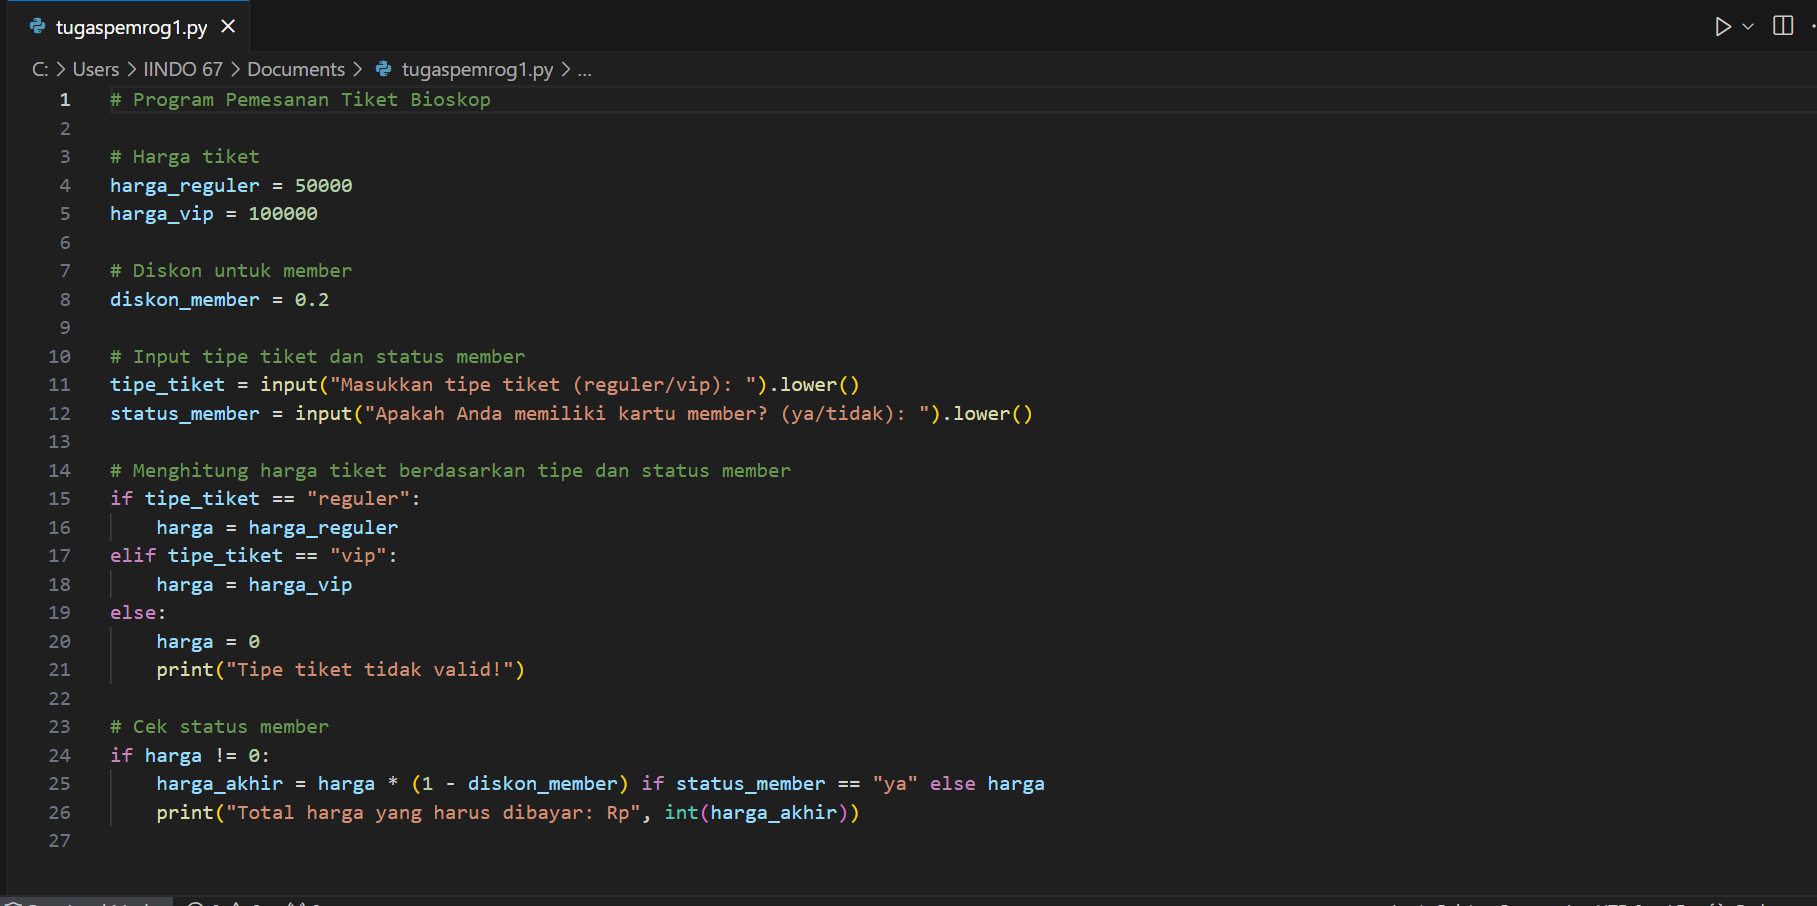 tugaspemrog1.py
C: > Users > IINDO 67 > Documents > tugaspemrog1.py > ...
1 # Program Pemesanan Tiket Bioskop
2
3 # Harga tiket
4 harga_reguler = 50000
5 harga_vip = 100000
6
7 # Diskon untuk member
8 diskon_member = 0.2
9
10 # Input tipe tiket dan status member
11 tipe_tiket = input("Masukkan tipe tiket (reguler/vip): ").lower()
12 status_member = input("Apakah Anda memiliki kartu member? (ya/tidak): ").lower()
13
14 # Menghitung harga tiket berdasarkan tipe dan status member
15 if tipe_tiket == "reguler":
16     harga = harga_reguler
17 elif tipe_tiket == "vip":
18     harga = harga_vip
19 else:
20     harga = 0
21     print("Tipe tiket tidak valid!")
22
23 # Cek status member
24 if harga != 0:
25     harga_akhir = harga * (1 - diskon_member) if status_member == "ya" else harga
26     print("Total harga yang harus dibayar: Rp", int(harga_akhir))
27